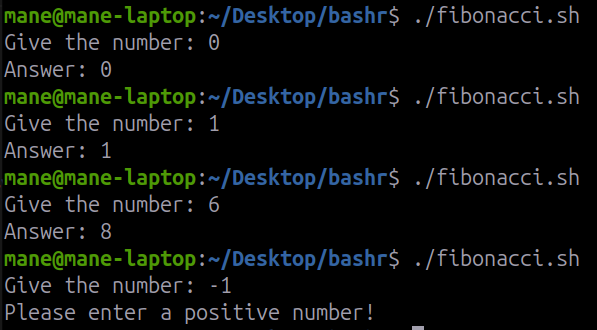 mane@mane-laptop:~/Desktop/bashr$ ./fibonacci.sh
Give the number: 0
Answer: 0
mane@mane-laptop:~/Desktop/bashr$ ./fibonacci.sh
Give the number: 1
Answer: 1
mane@mane-laptop:~/Desktop/bashr$ ./fibonacci.sh
Give the number: 6
Answer: 8
mane@mane-laptop:~/Desktop/bashr$ ./fibonacci.sh
Give the number: -1
Please enter a positive number!